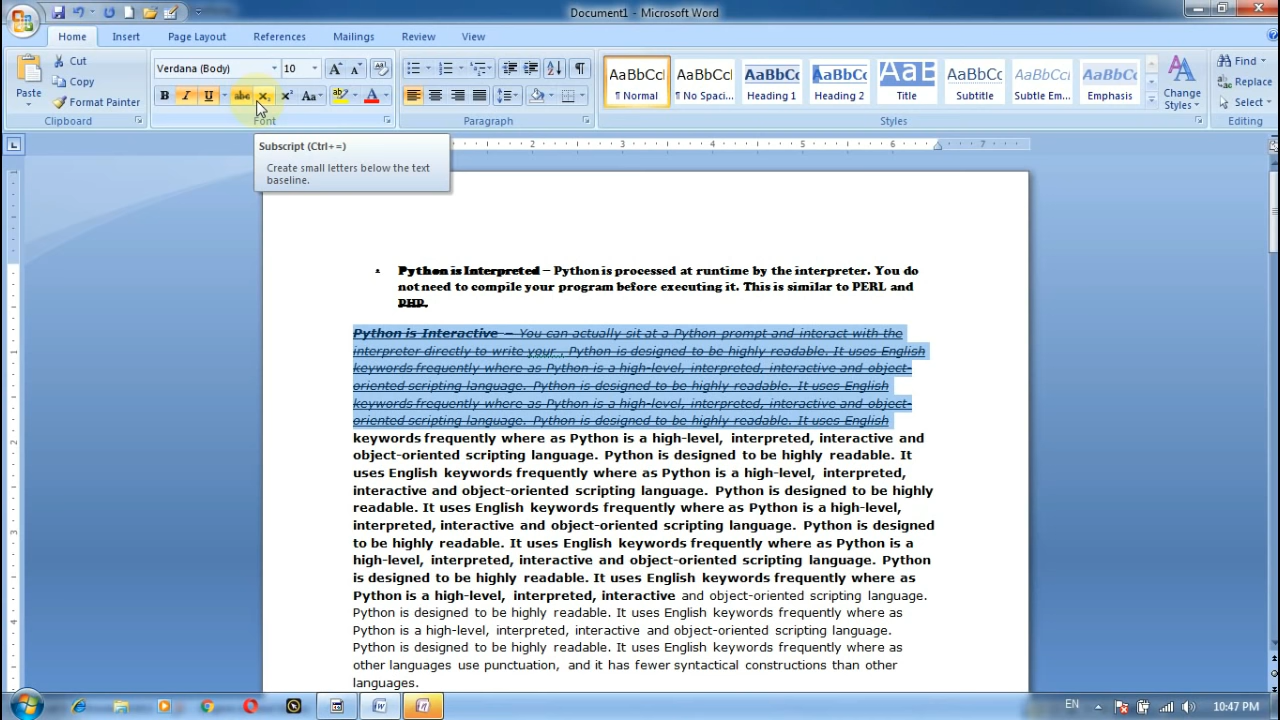 Document1 - Microsoft Word
Home Insert Page Layout References Mailings Review View
Paste
Cut
Copy
Format Painter
Clipboard
Verdana (Body) 10
B I U abc X₂ X² Aa ab A
Font
Paragraph
AaBbCcl AaBbCcl AaBbCc AaBbCc AaB AaBbCcl AaBbCcl AaBbCcl
¶ Normal ¶ No Spaci... Heading 1 Heading 2 Title Subtitle Subtle Em... Emphasis
Change Styles
Styles
Find
Replace
Select
Editing
Subscript (Ctrl+=)
Create small letters below the text
baseline.
1 2 3 4 5 6 7
Python is Interpreted − Python is processed at runtime by the interpreter. You do
not need to compile your program before executing it. This is similar to PERL and
PHP.
Python is Interactive − You can actually sit at a Python prompt and interact with the
interpreter directly to write your , Python is designed to be highly readable. It uses English
keywords frequently where as Python is a high-level, interpreted, interactive and object-
oriented scripting language. Python is designed to be highly readable. It uses English
keywords frequently where as Python is a high-level, interpreted, interactive and object-
oriented scripting language. Python is designed to be highly readable. It uses English
keywords frequently where as Python is a high-level, interpreted, interactive and
object-oriented scripting language. Python is designed to be highly readable. It
uses English keywords frequently where as Python is a high-level, interpreted,
interactive and object-oriented scripting language. Python is designed to be highly
readable. It uses English keywords frequently where as Python is a high-level,
interpreted, interactive and object-oriented scripting language. Python is designed
to be highly readable. It uses English keywords frequently where as Python is a
high-level, interpreted, interactive and object-oriented scripting language. Python
is designed to be highly readable. It uses English keywords frequently where as
Python is a high-level, interpreted, interactive and object-oriented scripting language.
Python is designed to be highly readable. It uses English keywords frequently where as
Python is a high-level, interpreted, interactive and object-oriented scripting language.
Python is designed to be highly readable. It uses English keywords frequently where as
other languages use punctuation, and it has fewer syntactical constructions than other
languages.
EN 10:47 PM